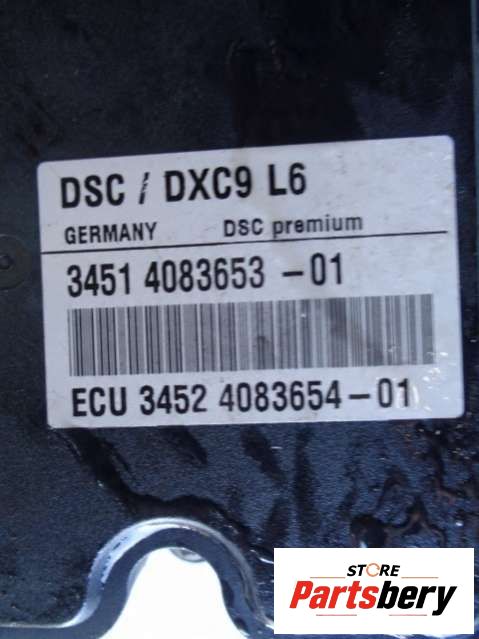 DSC / DXC9 L6
GERMANY DSC premium
3451 4083653 -01
ECU 3452 4083654-01
STORE
Partsbery